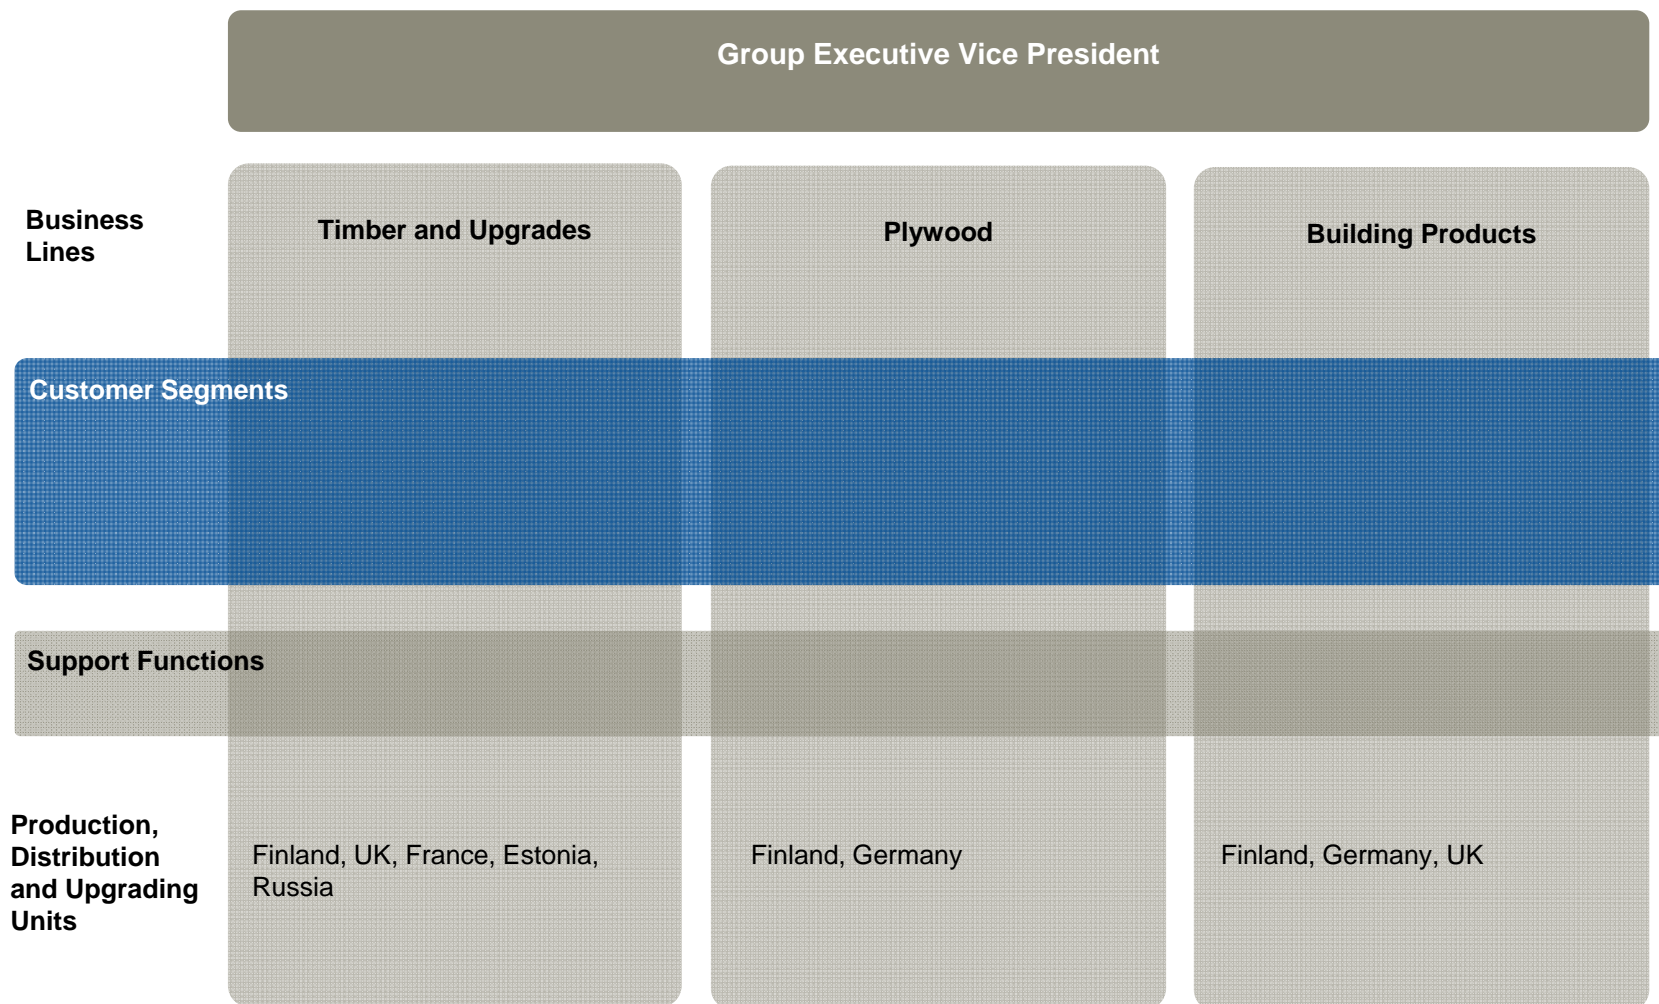 Group Executive Vice President
Business
Lines
Timber and Upgrades
Plywood
Building Products
Customer Segments
Support Functions
Production,
Distribution
and Upgrading
Units
Finland, UK, France, Estonia,
Russia
Finland, Germany
Finland, Germany, UK